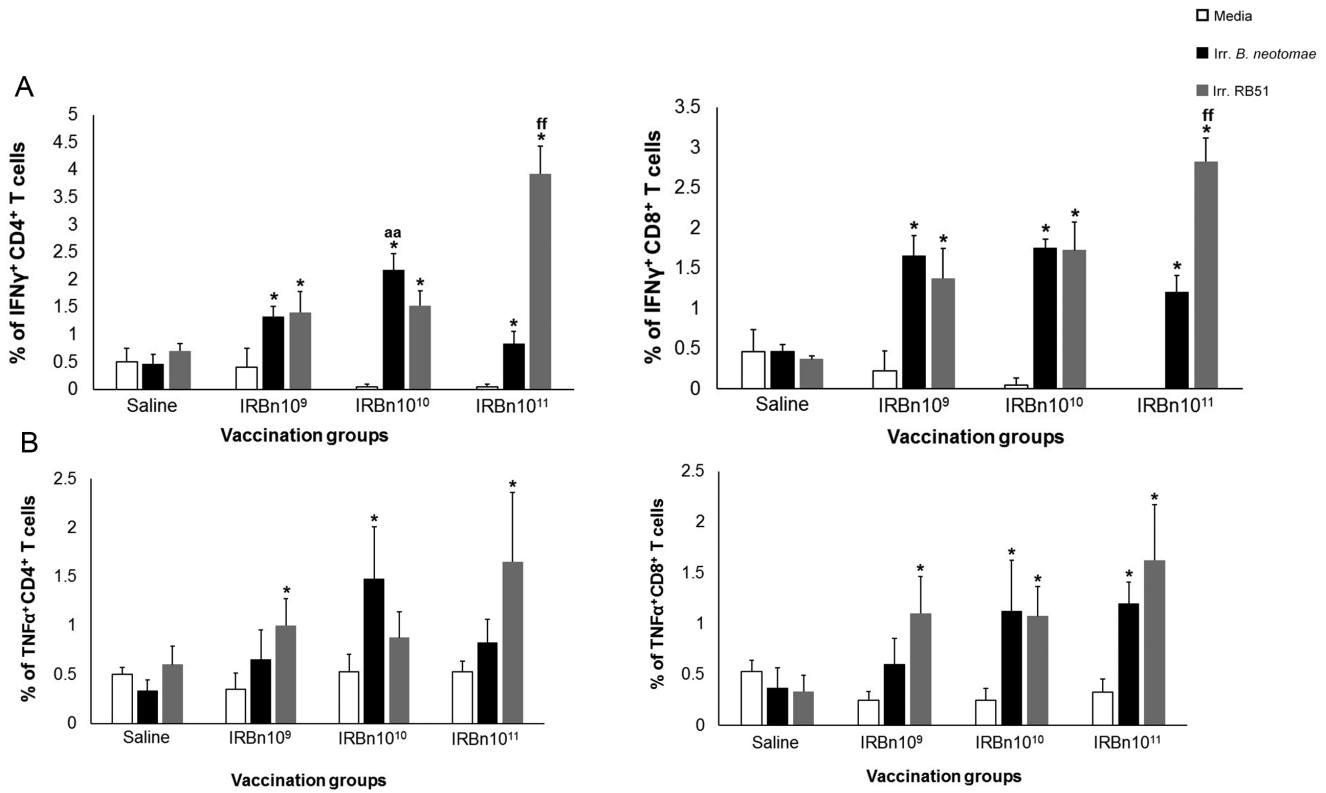 Media
Irr. B. neotomae
Irr. RB51
A
% of IFNγ⁺ CD4⁺ T cells
5
4.5
4
3.5
3
2.5
2
1.5
1
0.5
0
* * aa * * * ff *
Saline IRBn10⁹ IRBn10¹⁰ IRBn10¹¹
Vaccination groups
% of IFNγ⁺ CD8⁺ T cells
3.5
3
2.5
2
1.5
1
0.5
0
* * * * * ff *
Saline IRBn10⁹ IRBn10¹⁰ IRBn10¹¹
Vaccination groups
B
% of TNFα⁺ CD4⁺ T cells
2.5
2
1.5
1
0.5
0
* * *
Saline IRBn10⁹ IRBn10¹⁰ IRBn10¹¹
Vaccination groups
% of TNFα⁺ CD8⁺ T cells
2.5
2
1.5
1
0.5
0
* * * * *
Saline IRBn10⁹ IRBn10¹⁰ IRBn10¹¹
Vaccination groups